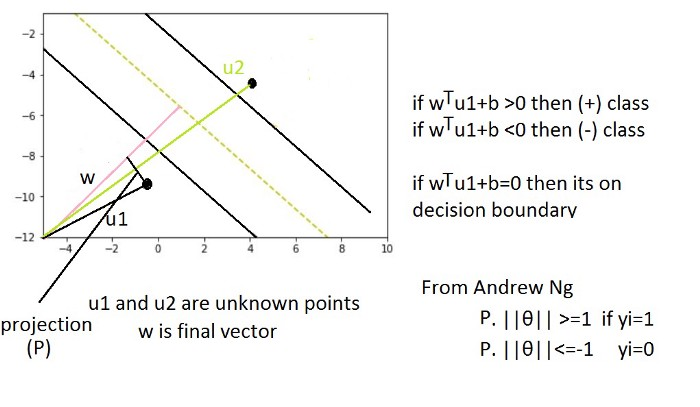 −2
−4
−6
−8
−10
−12
−4
−2
0
2
4
6
8
10
u2
w
u1
projection
(P)
u1 and u2 are unknown points
w is final vector
if wᵀu1+b >0 then (+) class
if wᵀu1+b <0 then (-) class
if wᵀu1+b=0 then its on
decision boundary
From Andrew Ng
P. ||θ|| >=1 if yi=1
P. ||θ||<=-1 yi=0